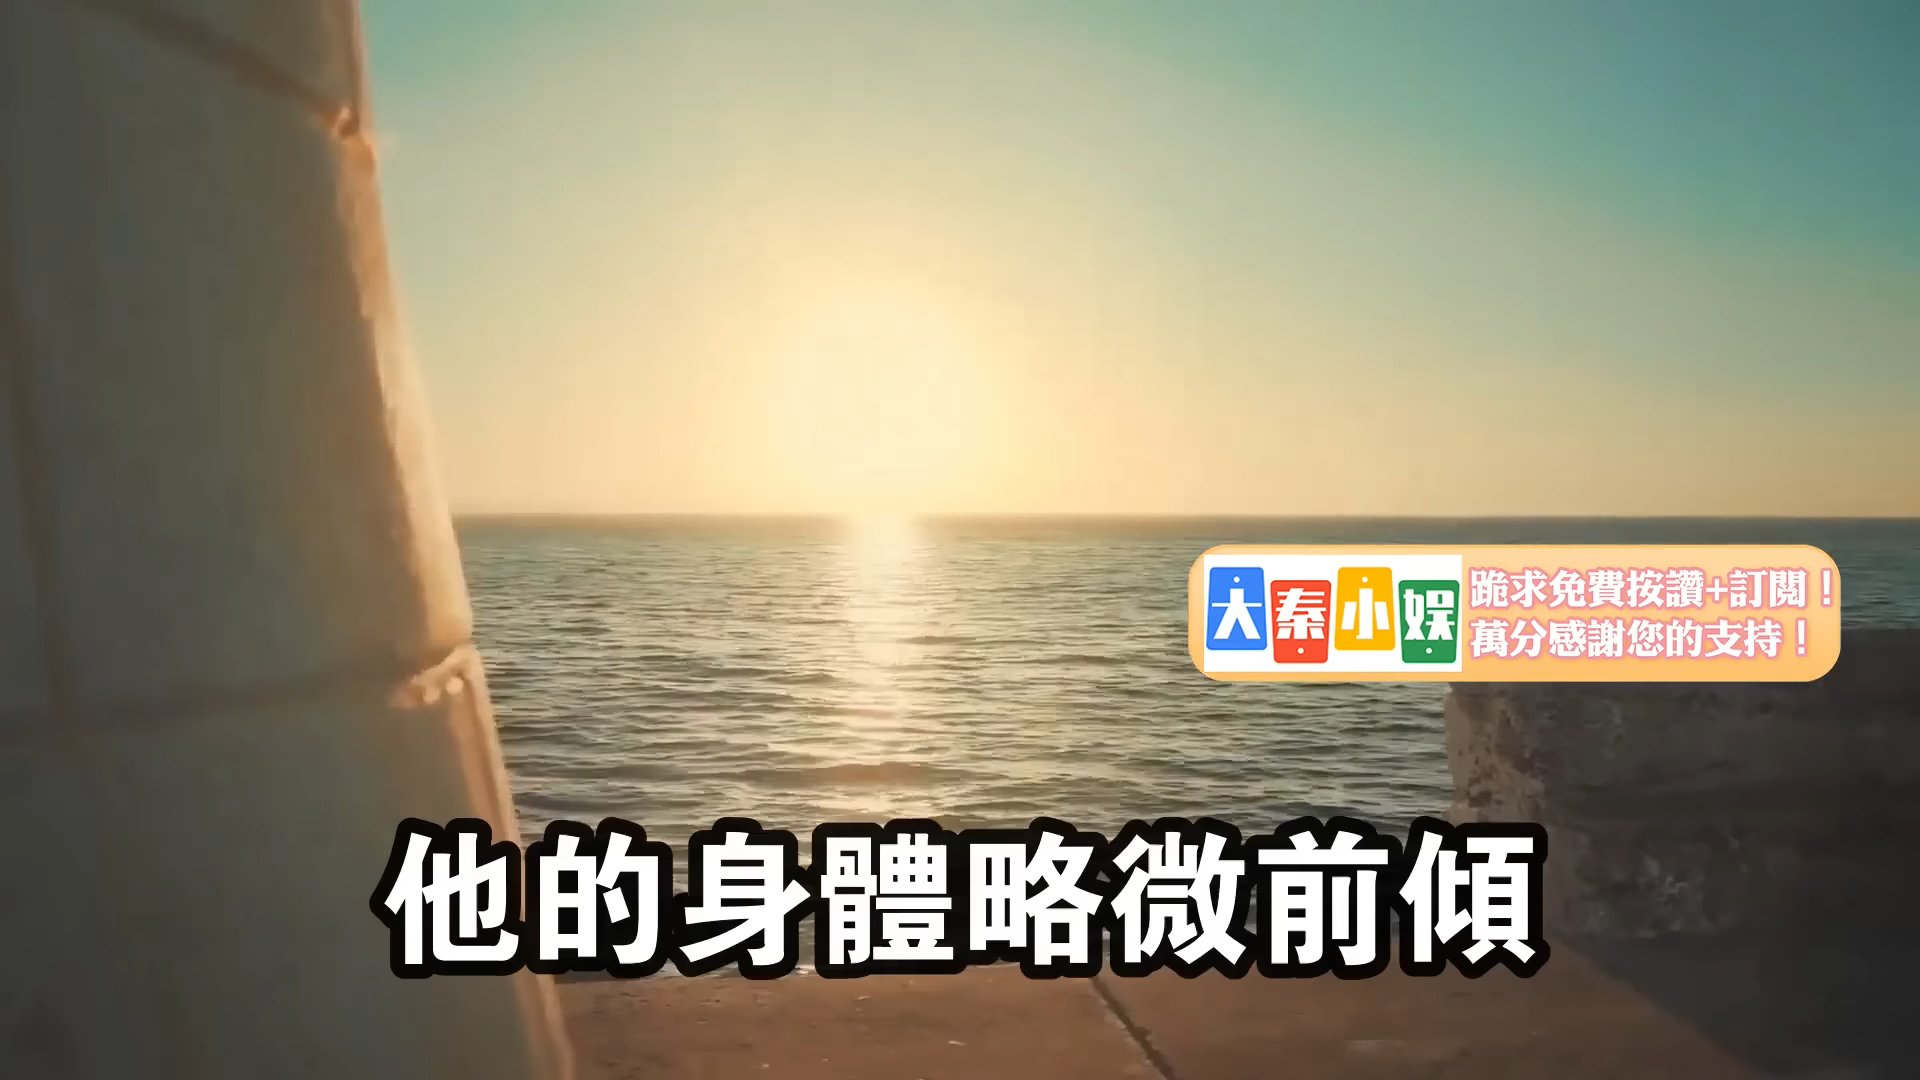 大秦小娛
跪求免費按讚+訂閱！
萬分感謝您的支持！
他的身體略微前傾